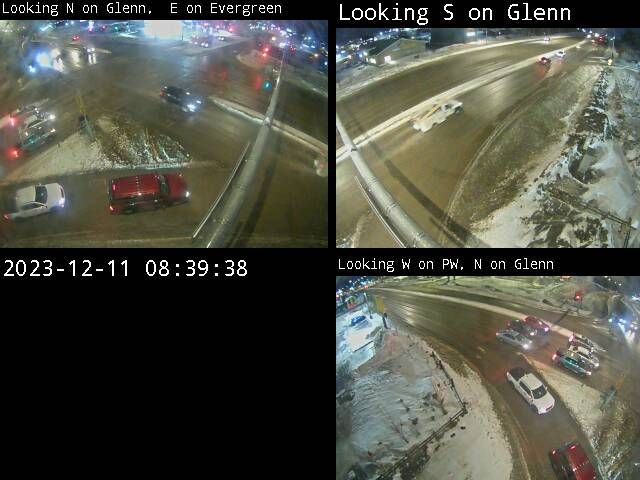 Looking N on Glenn, E on Evergreen
Looking S on Glenn
2023-12-11 08:39:38
Looking W on PW, N on Glenn